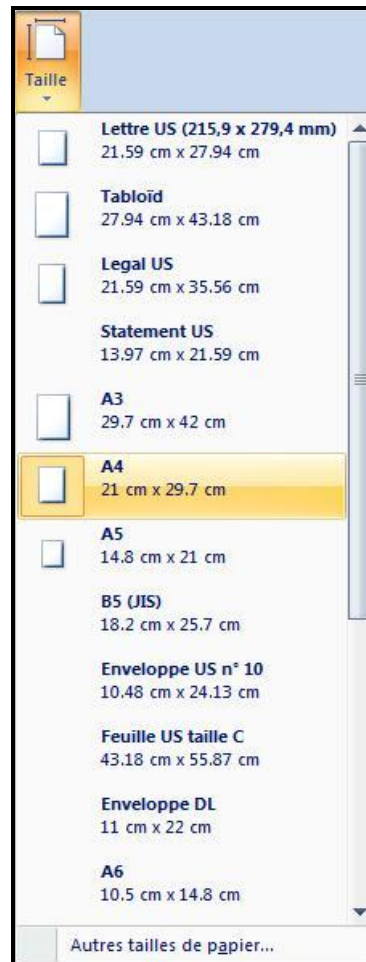 Taille
Lettre US (215,9 x 279,4 mm)
21.59 cm x 27.94 cm
Tabloïd
27.94 cm x 43.18 cm
Legal US
21.59 cm x 35.56 cm
Statement US
13.97 cm x 21.59 cm
A3
29.7 cm x 42 cm
A4
21 cm x 29.7 cm
A5
14.8 cm x 21 cm
B5 (JIS)
18.2 cm x 25.7 cm
Enveloppe US n° 10
10.48 cm x 24.13 cm
Feuille US taille C
43.18 cm x 55.87 cm
Enveloppe DL
11 cm x 22 cm
A6
10.5 cm x 14.8 cm
Autres tailles de papier...